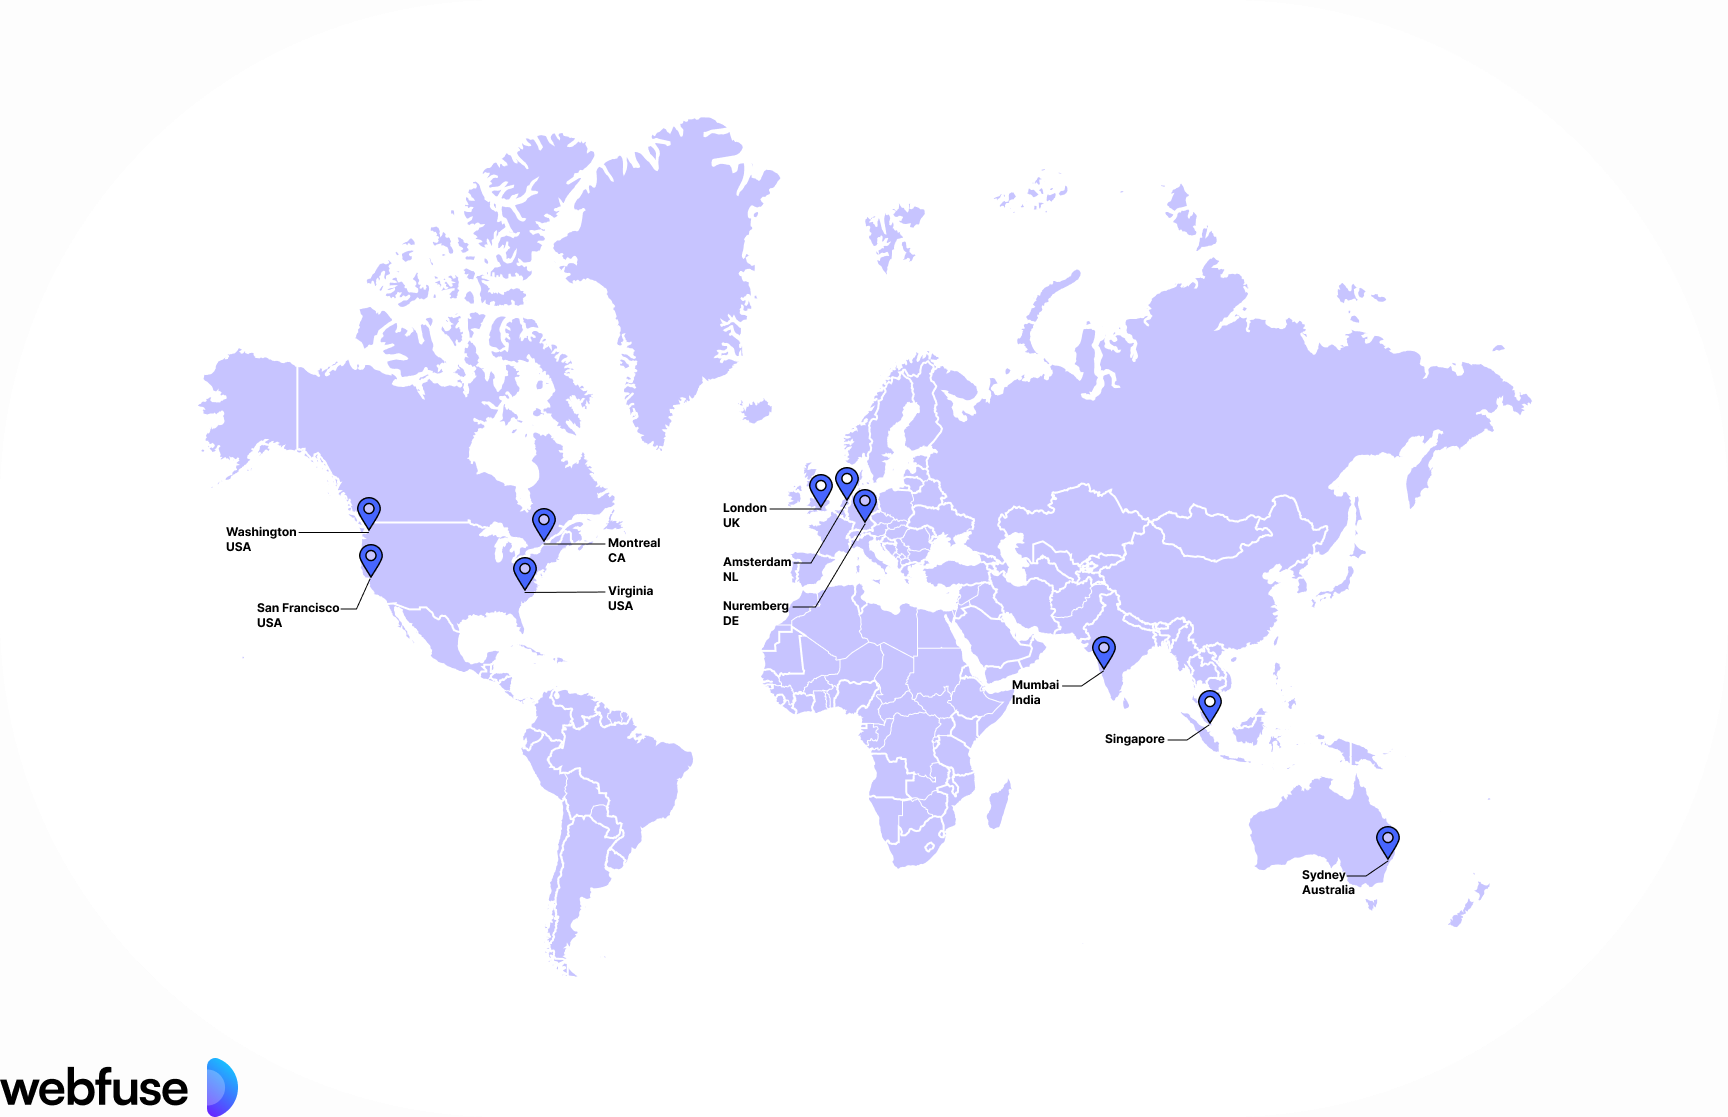 London
UK
Washington
USA
Montreal
CA
Amsterdam
NL
Virginia
USA
San Francisco
USA
Nuremberg
DE
Mumbai
India
Singapore
Sydney
Australia
webfuse